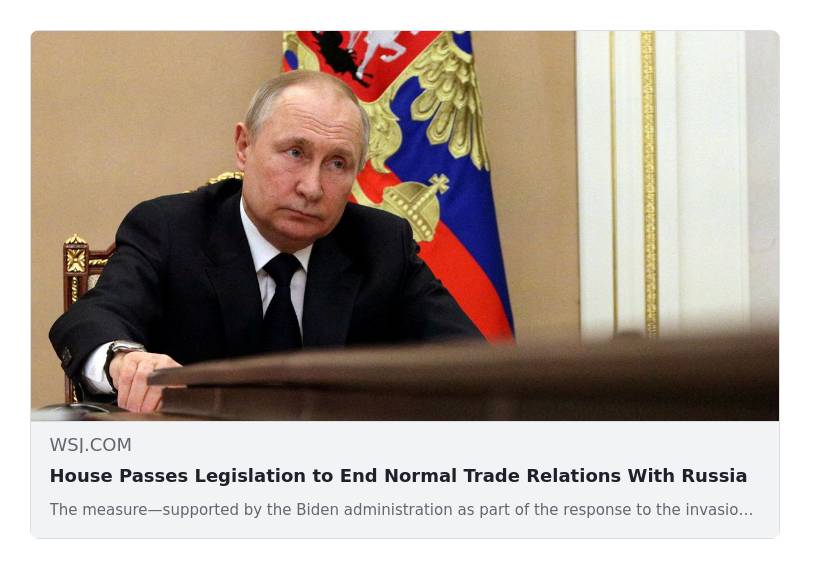 WSJ.COM
House Passes Legislation to End Normal Trade Relations With Russia
The measure—supported by the Biden administration as part of the response to the invasio...